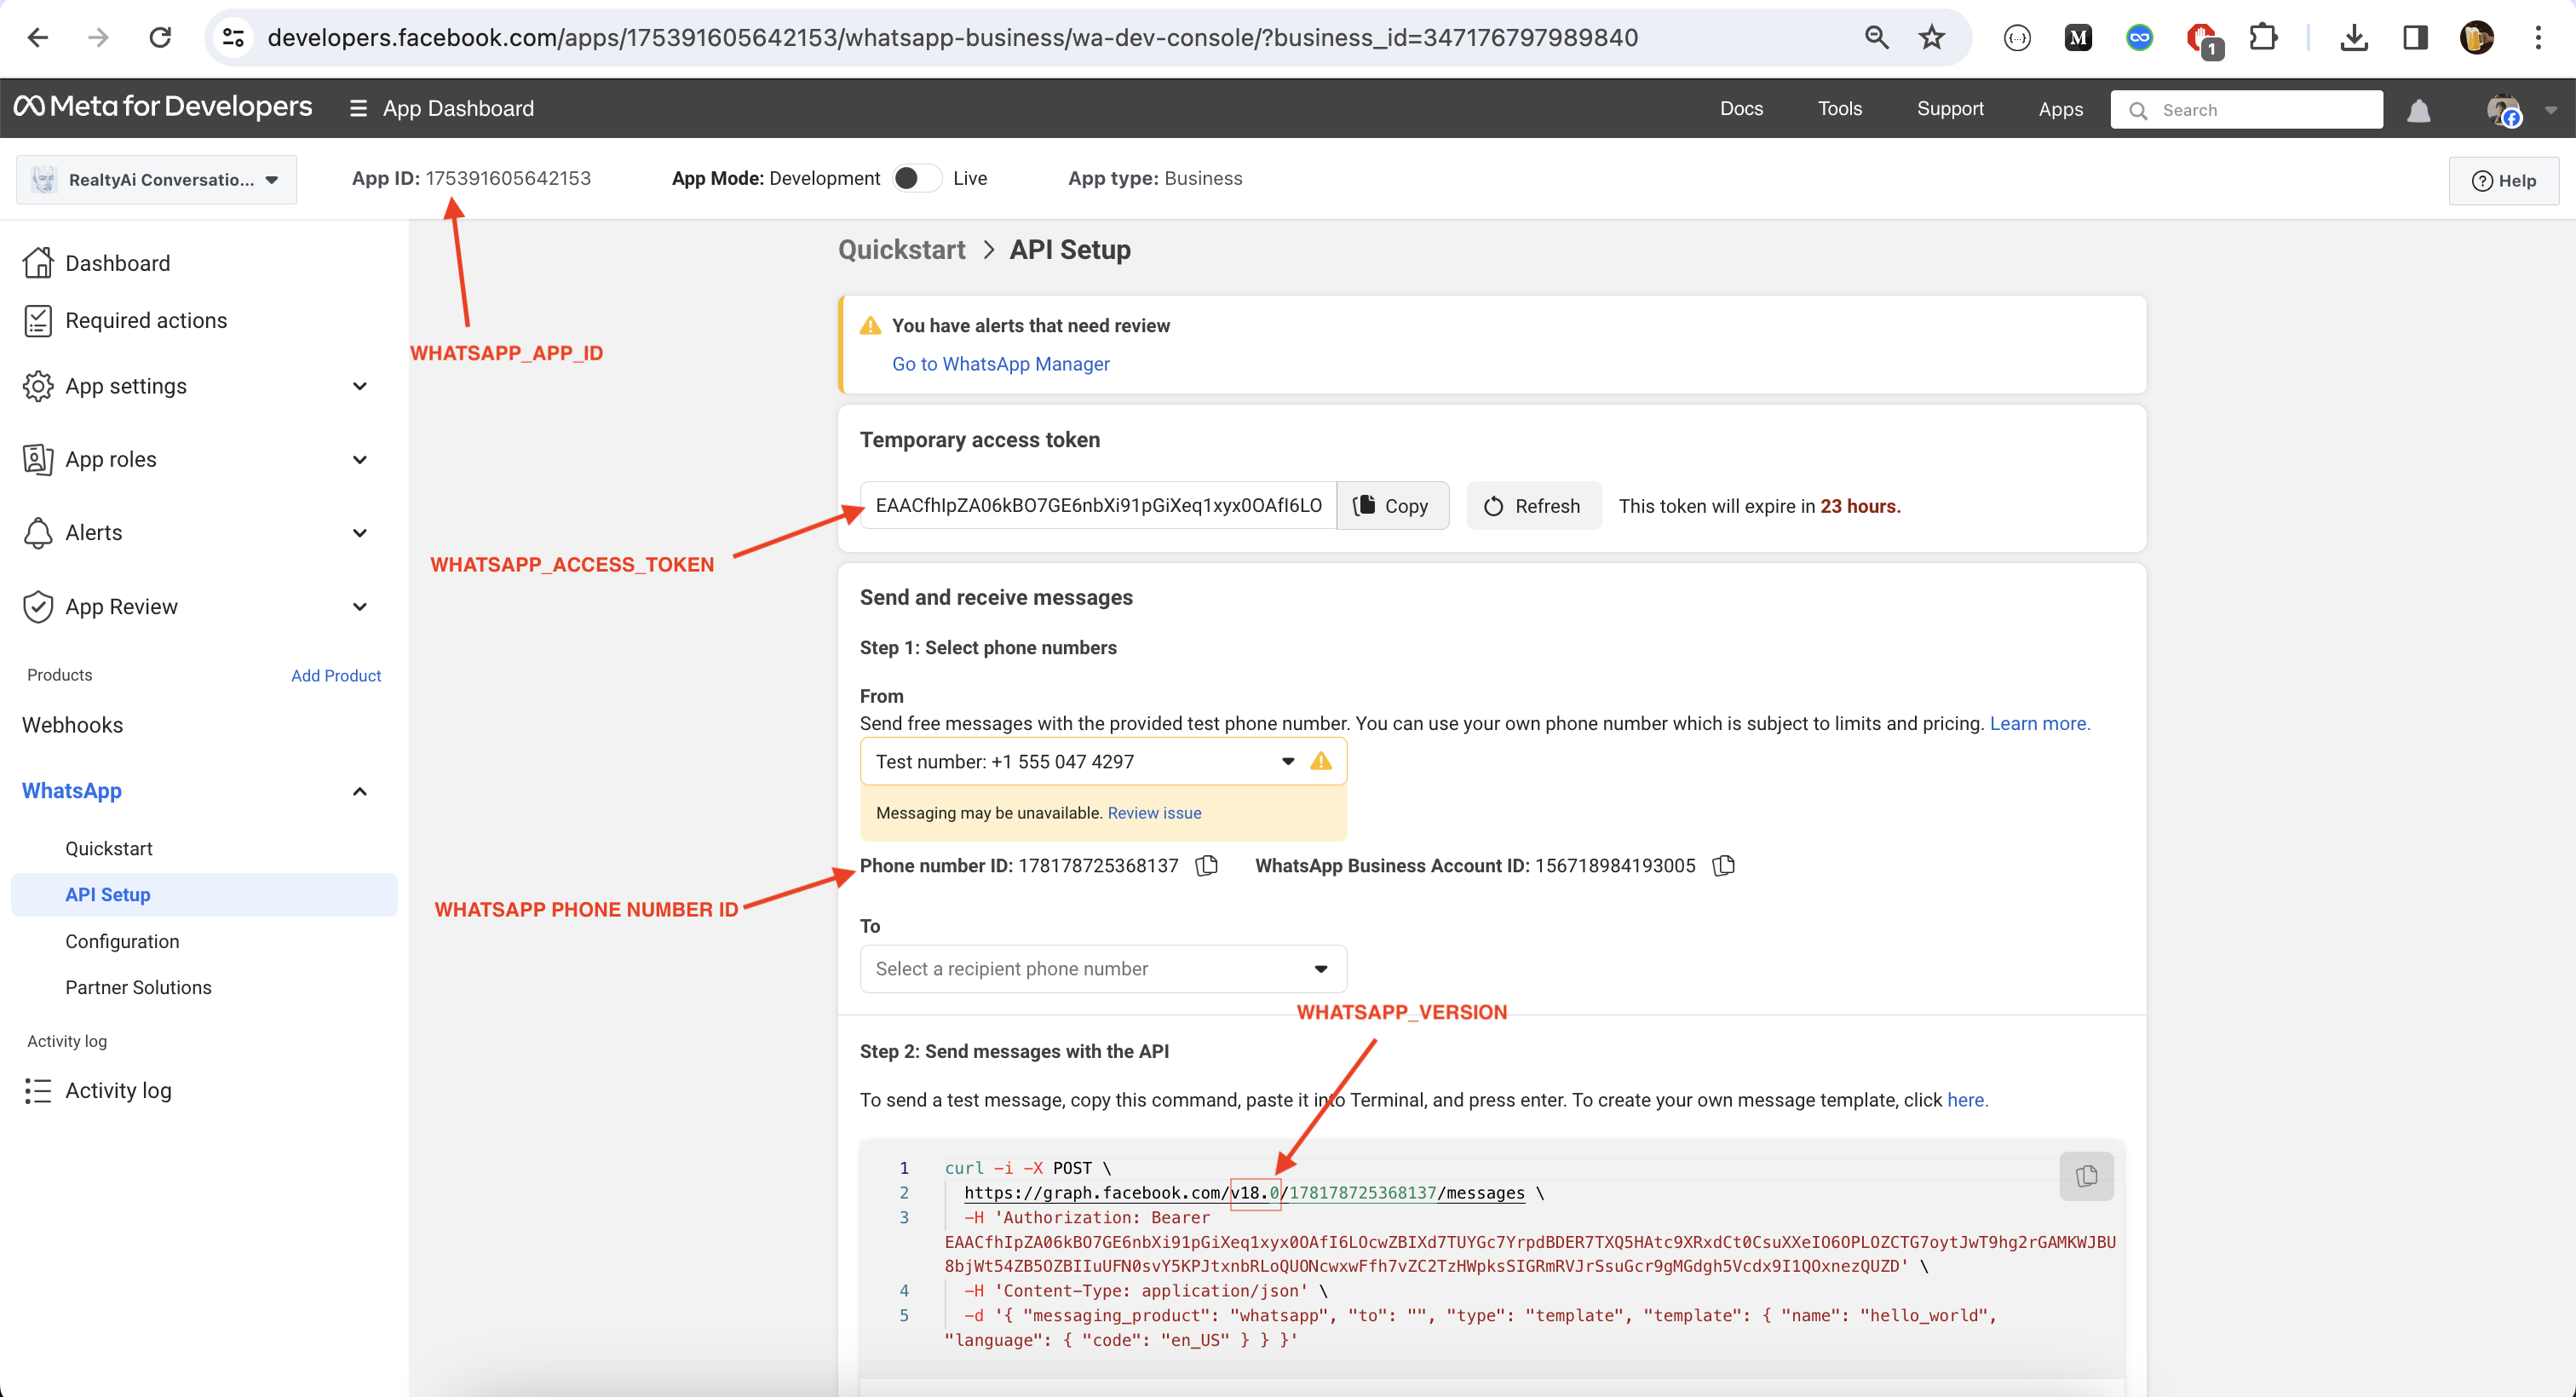 developers.facebook.com/apps/175391605642153/whatsapp-business/wa-dev-console/?business_id=347176797989840
1
Meta for Developers
App Dashboard
Docs
Tools
Support
Apps
Search
RealtyAi Conversatio...
App ID: 175391605642153
App Mode: Development
Live
App type: Business
Help
Dashboard
Required actions
App settings
App roles
Alerts
App Review
Products
Add Product
Webhooks
WhatsApp
Quickstart
API Setup
Configuration
Partner Solutions
Activity log
Activity log
WHATSAPP_APP_ID
WHATSAPP_ACCESS_TOKEN
WHATSAPP PHONE NUMBER ID
Quickstart > API Setup
You have alerts that need review
Go to WhatsApp Manager
Temporary access token
EAACfhIpZA06kBO7GE6nbXi91pGiXeq1xyx0OAfI6LO
Copy
Refresh
This token will expire in 23 hours.
Send and receive messages
Step 1: Select phone numbers
From
Send free messages with the provided test phone number. You can use your own phone number which is subject to limits and pricing. Learn more.
Test number: +1 555 047 4297
Messaging may be unavailable. Review issue
Phone number ID: 178178725368137
WhatsApp Business Account ID: 156718984193005
To
Select a recipient phone number
WHATSAPP_VERSION
Step 2: Send messages with the API
To send a test message, copy this command, paste it into Terminal, and press enter. To create your own message template, click here.
1 curl -i -X POST \
2 https://graph.facebook.com/v18.0/178178725368137/messages \
3 -H 'Authorization: Bearer
EAACfhIpZA06kBO7GE6nbXi91pGiXeq1xyx0OAfI6LOcwZBIXd7TUYGc7YrpdBDER7TXQ5HAtc9XRxdCt0CsuXXeIO6OPLOZCTG7oytJwT9hg2rGAMKWJBU
8bjWt54ZB5OZBIIuUFN0svY5KPJtxnbRLoQUONcwxwFfh7vZC2TzHWpksSIGRmRVJrSsuGcr9gMGdgh5Vcdx9I1QOxnezQUZD' \
4 -H 'Content-Type: application/json' \
5 -d '{ "messaging_product": "whatsapp", "to": "", "type": "template", "template": { "name": "hello_world",
"language": { "code": "en_US" } } }'